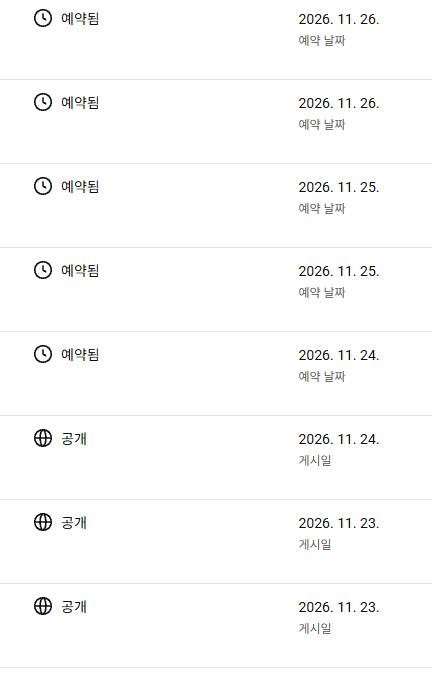 예약됨 2026. 11. 26.
예약 날짜
예약됨 2026. 11. 26.
예약 날짜
예약됨 2026. 11. 25.
예약 날짜
예약됨 2026. 11. 25.
예약 날짜
예약됨 2026. 11. 24.
예약 날짜
공개 2026. 11. 24.
게시일
공개 2026. 11. 23.
게시일
공개 2026. 11. 23.
게시일